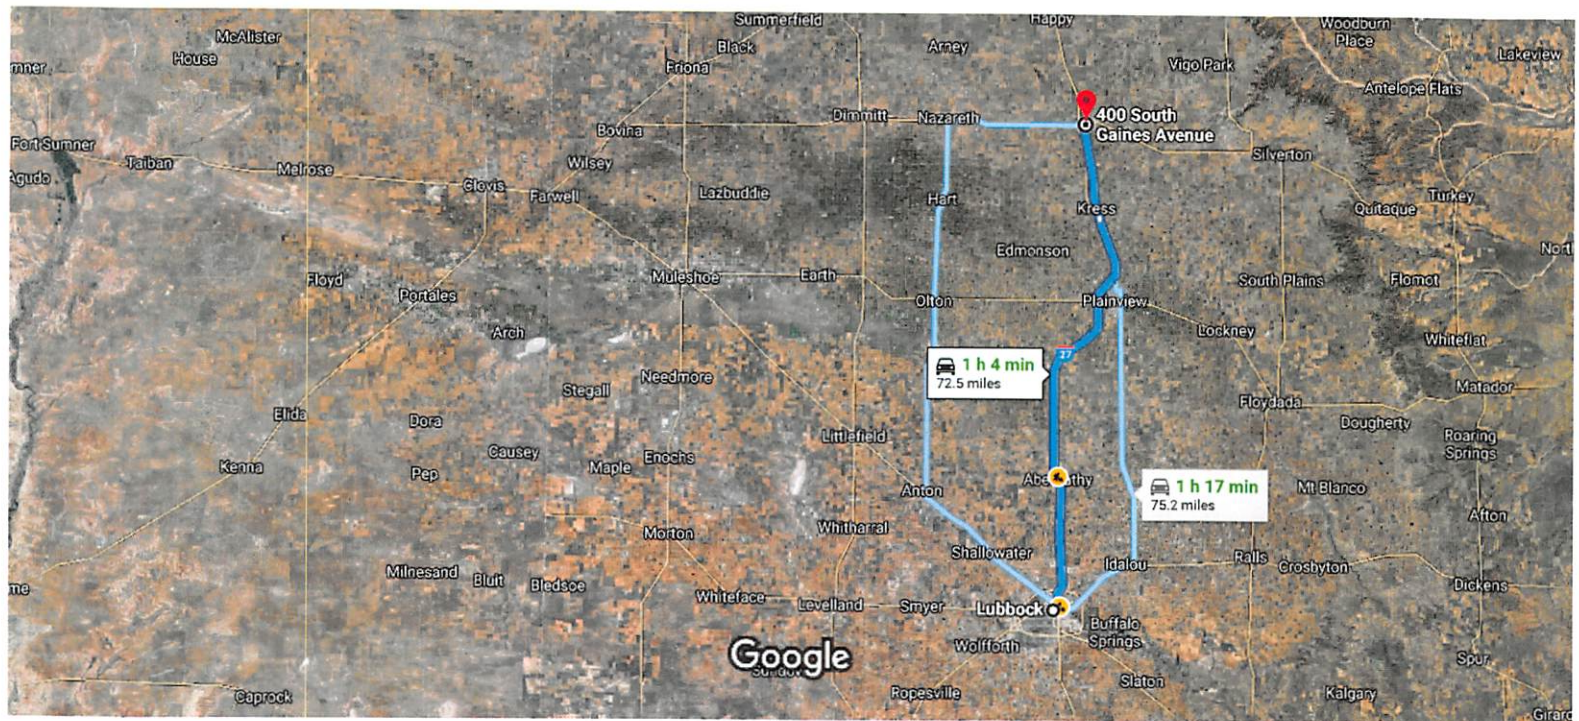 Summerfield
Happy
Woodburn
Place
McAlister
Black
Arney
House
Lakeview
mner
Friona
Vigo Park
Antelope Flats
Dimmitt
Nazareth
400 South
Gaines Avenue
Bovina
Fort Sumner
Taiban
Wilsey
Silverton
Melrose
Agudo
Clovis
Farwell
Lazbuddie
Hart
Turkey
Kress
Quitaque
Edmonson
Nort
Floyd
Muleshoe
Earth
South Plains
Flomot
Portales
Olton
Plainview
Arch
Lockney
Whiteflat
27
1 h 4 min
72.5 miles
Needmore
Stegall
Matador
Elida
Dora
Floydada
Dougherty
Littlefield
Roaring
Springs
Causey
Enochs
Kenna
Pep
Maple
Abernathy
Anton
1 h 17 min
75.2 miles
Mt Blanco
Afton
Morton
Whitharral
Shallowater
Idalou
Ralls
Crosbyton
Milnesand
Bluit
Bledsoe
Dickens
me
Whiteface
Levelland
Smyer
Lubbock
Buffalo
Springs
Wolfforth
Google
Spur
Slaton
Caprock
Ropesville
Kalgary
Girard